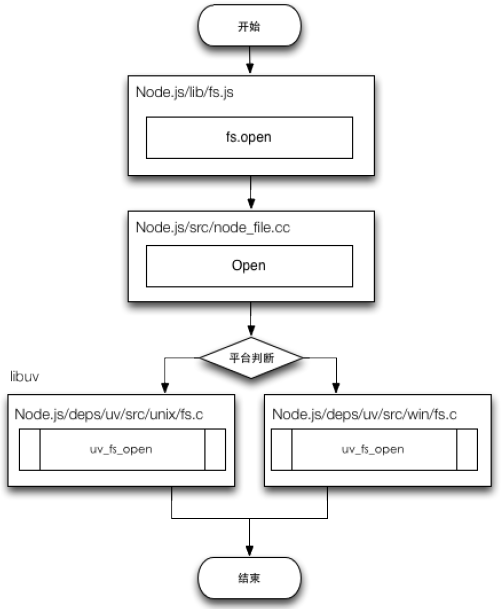 开始
Node.js/lib/fs.js
fs.open
Node.js/src/node_file.cc
Open
平台判断
libuv
Node.js/deps/uv/src/unix/fs.c
uv_fs_open
Node.js/deps/uv/src/win/fs.c
uv_fs_open
结束